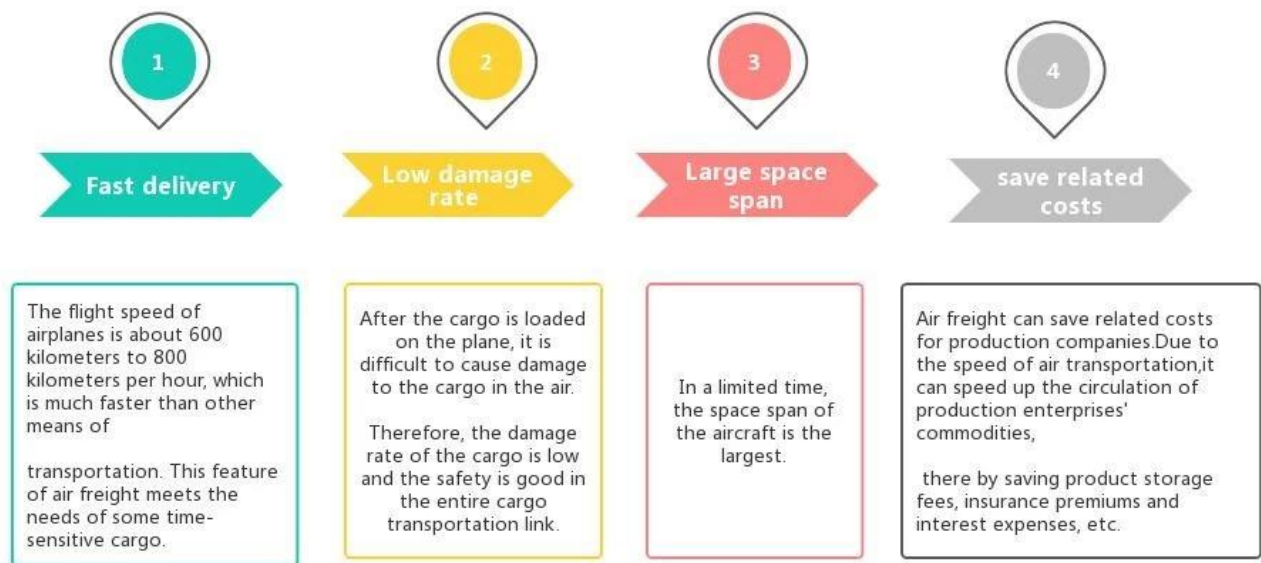 1
Fast delivery
The flight speed of
airplanes is about 600
kilometers to 800
kilometers per hour, which
is much faster than other
means of
transportation. This feature
of air freight meets the
needs of some time-
sensitive cargo.
2
Low damage
rate
After the cargo is loaded
on the plane, it is
difficult to cause damage
to the cargo in the air.
Therefore, the damage
rate of the cargo is low
and the safety is good in
the entire cargo
transportation link.
3
Large space
span
In a limited time,
the space span of
the aircraft is the
largest.
4
save related
costs
Air freight can save related costs
for production companies.Due to
the speed of air transportation,it
can speed up the circulation of
production enterprises'
commodities,
there by saving product storage
fees, insurance premiums and
interest expenses, etc.